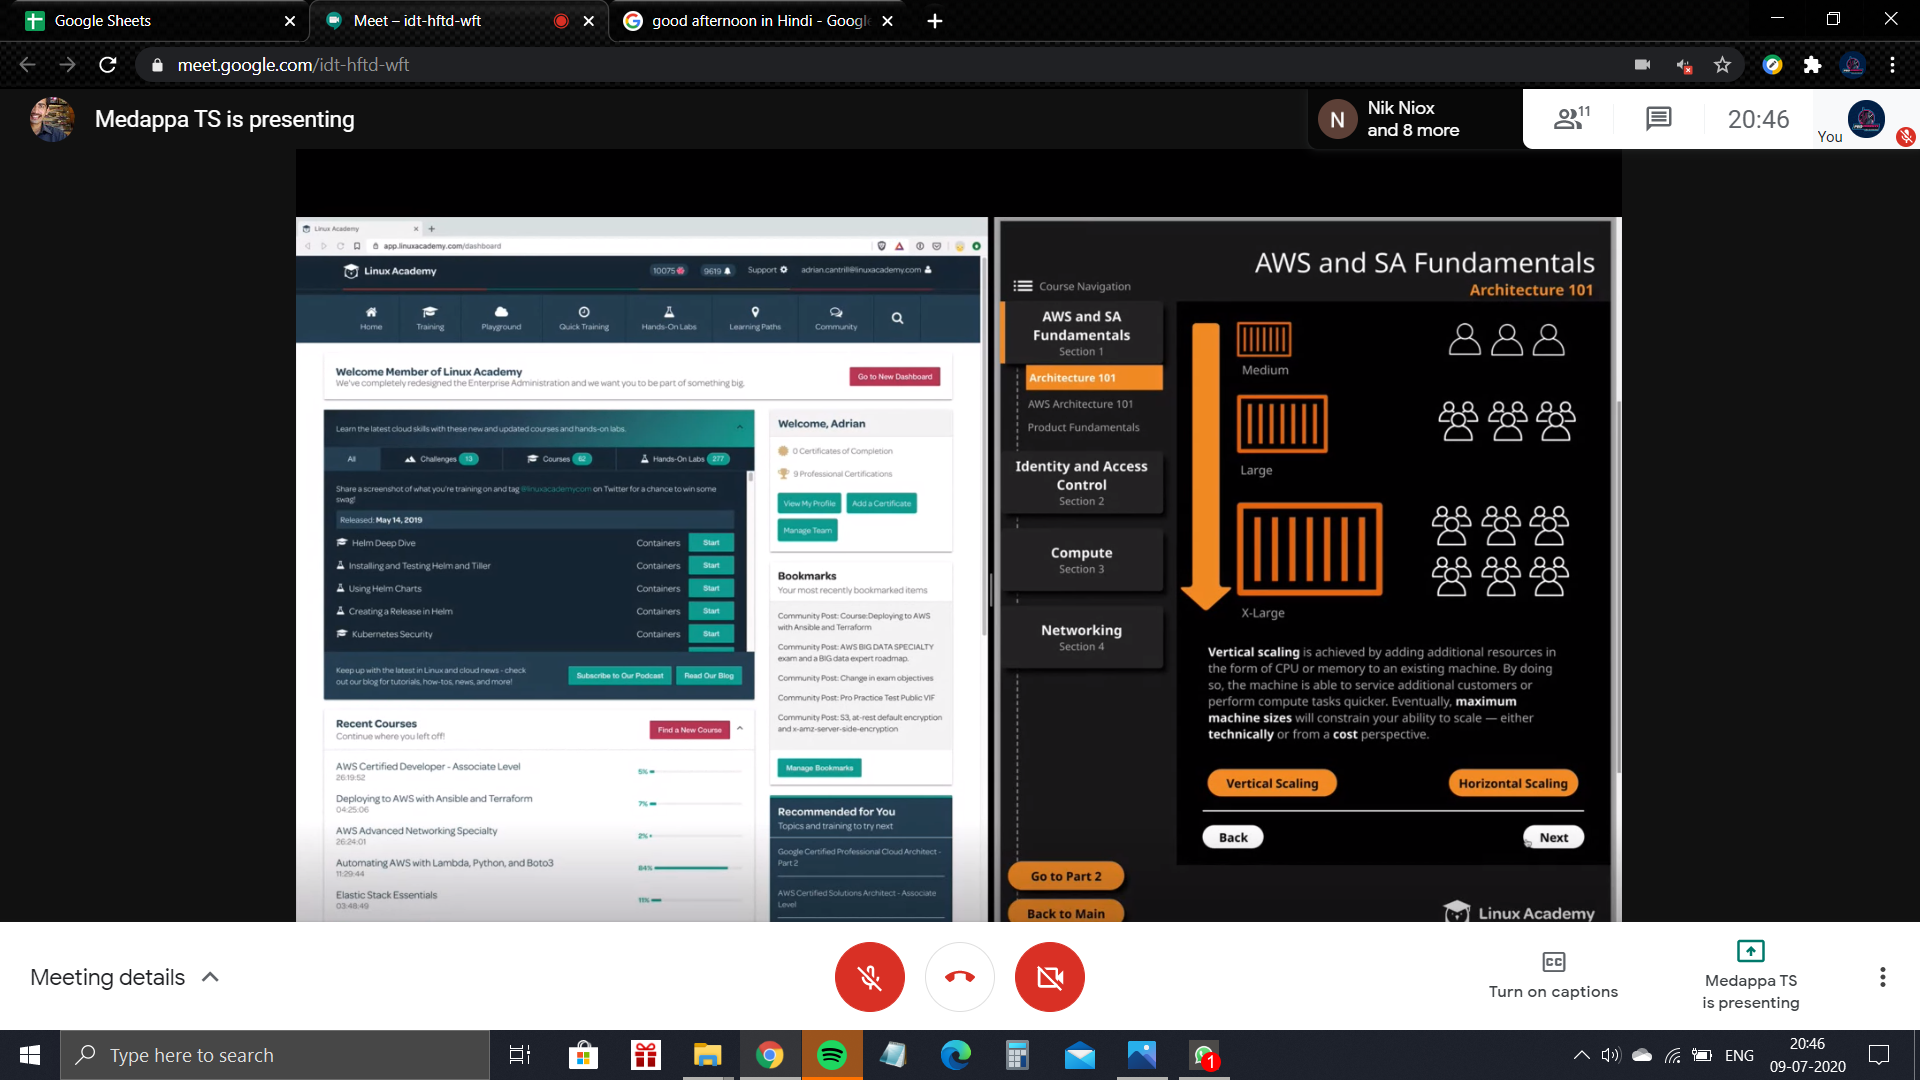 Google Sheets
Meet – idt-hftd-wft
good afternoon in Hindi - Googl
meet.google.com/idt-hftd-wft
Medappa TS is presenting
N
Nik Niox
and 8 more
11
20:46
You
Linux Academy
app.linuxacademy.com/dashboard
Linux Academy
10075
9619
Support
adrian.cantrill@linuxacademy.com
Home
Training
Playground
Quick Training
Hands-On Labs
Learning Paths
Community
Welcome Member of Linux Academy
We've completely redesigned the Enterprise Administration and we want you to be part of something big.
Go to New Dashboard
Learn the latest cloud skills with these new and updated courses and hands-on labs.
All
Challenges 13
Courses 62
Hands-On Labs 277
Share a screenshot of what you're training on and tag @linuxacademycom on Twitter for a chance to win some
swag!
Released: May 14, 2019
Helm Deep Dive Containers Start
Installing and Testing Helm and Tiller Containers Start
Using Helm Charts Containers Start
Creating a Release in Helm Containers Start
Kubernetes Security Containers Start
Keep up with the latest in Linux and cloud news - check
out our blog for tutorials, how-tos, news, and more!
Subscribe to Our Podcast
Read Our Blog
Recent Courses
Continue where you left off!
Find a New Course
AWS Certified Developer - Associate Level
26:19:52
5%
Deploying to AWS with Ansible and Terraform
04:25:06
7%
AWS Advanced Networking Specialty
26:24:01
2%
Automating AWS with Lambda, Python, and Boto3
11:29:44
84%
Elastic Stack Essentials
03:48:49
11%
Welcome, Adrian
0 Certificates of Completion
9 Professional Certifications
View My Profile
Add a Certificate
Manage Team
Bookmarks
Your most recently bookmarked items
Community Post: Course:Deploying to AWS
with Ansible and Terraform
Community Post: AWS BIG DATA SPECIALTY
exam and a BIG data expert roadmap.
Community Post: Change in exam objectives
Community Post: Pro Practice Test Public VIF
Community Post: S3, at-rest default encryption
and x-amz-server-side-encryption
Manage Bookmarks
Recommended for You
Topics and training to try next
Google Certified Professional Cloud Architect -
Part 2
AWS Certified Solutions Architect - Associate
Level
AWS and SA Fundamentals
Architecture 101
Course Navigation
AWS and SA
Fundamentals
Section 1
Architecture 101
AWS Architecture 101
Product Fundamentals
Identity and Access
Control
Section 2
Compute
Section 3
Networking
Section 4
Go to Part 2
Back to Main
Medium
Large
X-Large
Vertical scaling is achieved by adding additional resources in
the form of CPU or memory to an existing machine. By doing
so, the machine is able to service additional customers or
perform compute tasks quicker. Eventually, maximum
machine sizes will constrain your ability to scale — either
technically or from a cost perspective.
Vertical Scaling
Horizontal Scaling
Back
Next
Linux Academy
Meeting details
Turn on captions
Medappa TS
is presenting
Type here to search
1
ENG
20:46
09-07-2020